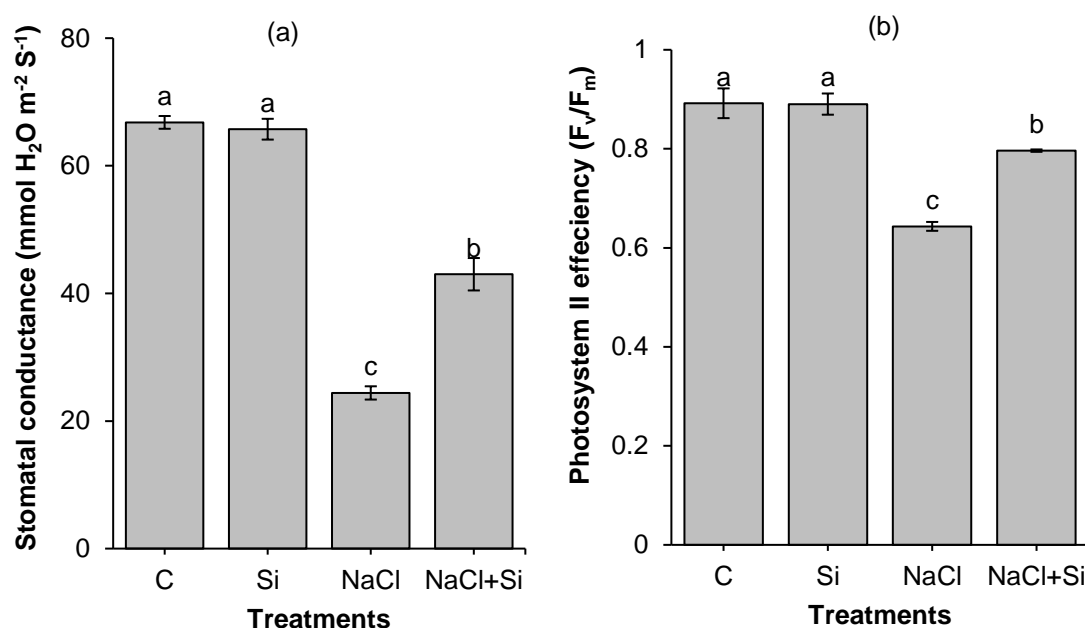 (a)
Stomatal conductance (mmol H₂O m⁻² S⁻¹)
80
60
40
20
0
a
a
c
b
C
Si
NaCl
NaCl+Si
Treatments
(b)
Photosystem II effeciency (Fᵥ/Fₘ)
1
0.8
0.6
0.4
0.2
0
a
a
c
b
C
Si
NaCl
NaCl+Si
Treatments